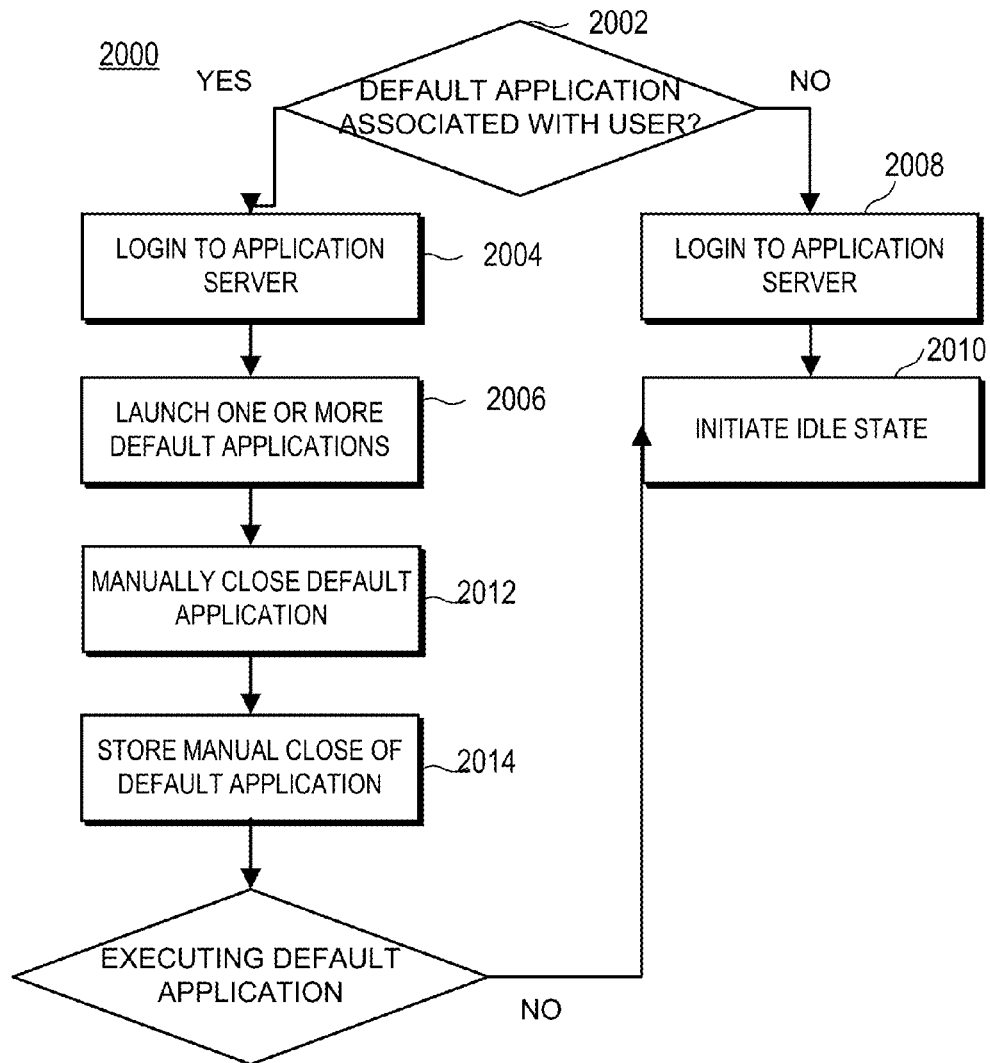 2002
2000
YES
NO
DEFAULT APPLICATION
ASSOCIATED WITH USER?
2008
LOGIN TO APPLICATION
SERVER
2004
LOGIN TO APPLICATION
SERVER
2010
LAUNCH ONE OR MORE
DEFAULT APPLICATIONS
2006
INITIATE IDLE STATE
MANUALLY CLOSE DEFAULT
APPLICATION
2012
STORE MANUAL CLOSE OF
DEFAULT APPLICATION
2014
EXECUTING DEFAULT
APPLICATION
NO